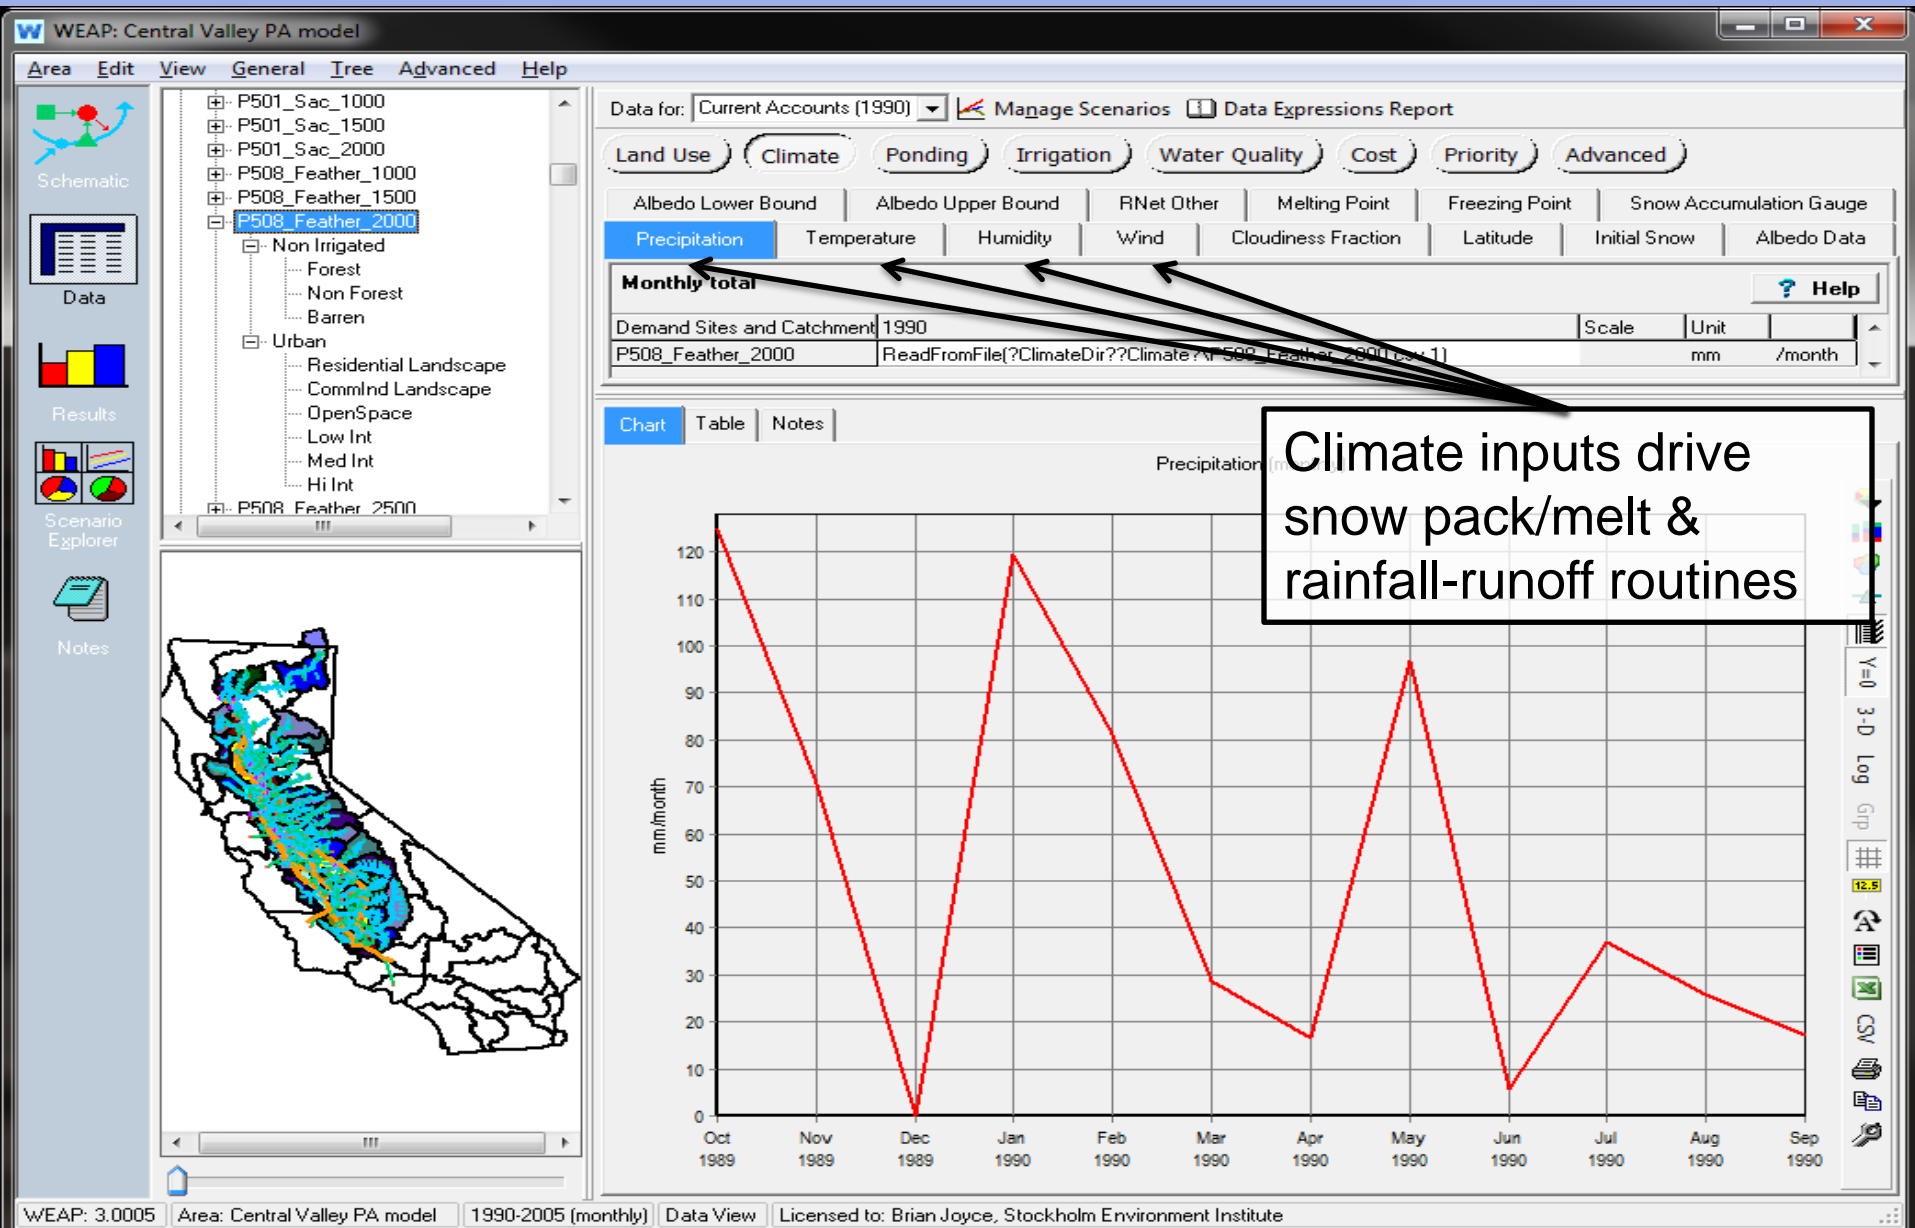 WEAP: Central Valley PA model
Area Edit View General Tree Advanced Help
Schematic
Data
Results
Scenario
Explorer
Notes
P501_Sac_1000
P501_Sac_1500
P501_Sac_2000
P508_Feather_1000
P508_Feather_1500
P508_Feather_2000
Non Irrigated
Forest
Non Forest
Barren
Urban
Residential Landscape
CommInd Landscape
OpenSpace
Low Int
Med Int
Hi Int
P508_Feather_2500
Data for: Current Accounts (1990) Manage Scenarios Data Expressions Report
Land Use Climate Ponding Irrigation Water Quality Cost Priority Advanced
Albedo Lower Bound Albedo Upper Bound RNet Other Melting Point Freezing Point Snow Accumulation Gauge
Precipitation Temperature Humidity Wind Cloudiness Fraction Latitude Initial Snow Albedo Data
Monthly total
? Help
Demand Sites and Catchment 1990 Scale Unit
P508_Feather_2000 ReadFromFile(?ClimateDir??Climate?\P508_Feather_2000.csv,1) mm /month
Chart Table Notes
Precipitation (monthly)
Climate inputs drive
snow pack/melt &
rainfall-runoff routines
mm/month
120
110
100
90
80
70
60
50
40
30
20
10
0
Oct Nov Dec Jan Feb Mar Apr May Jun Jul Aug Sep
1989 1989 1989 1990 1990 1990 1990 1990 1990 1990 1990 1990
Y=0
3-D
Log
Grp
12.5
A
CSV
WEAP: 3.0005 Area: Central Valley PA model 1990-2005 (monthly) Data View Licensed to: Brian Joyce, Stockholm Environment Institute